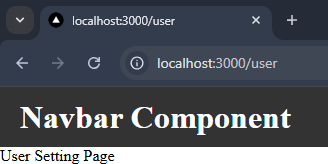 localhost:3000/user
localhost:3000/user
Navbar Component
User Setting Page